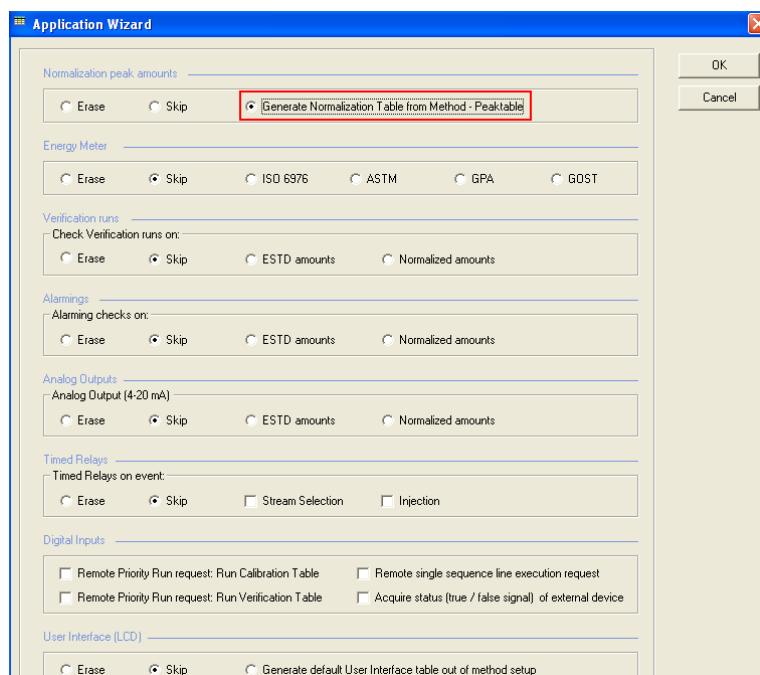 Application Wizard
OK
Cancel
Normalization peak amounts
Erase Skip Generate Normalization Table from Method - Peaktable
Energy Meter
Erase Skip ISO 6976 ASTM GPA GOST
Verification runs
Check Verification runs on:
Erase Skip ESTD amounts Normalized amounts
Alarmings
Alarming checks on:
Erase Skip ESTD amounts Normalized amounts
Analog Outputs
Analog Output (4-20 mA)
Erase Skip ESTD amounts Normalized amounts
Timed Relays
Timed Relays on event:
Erase Skip Stream Selection Injection
Digital Inputs
Remote Priority Run request: Run Calibration Table Remote single sequence line execution request
Remote Priority Run request: Run Verification Table Acquire status (true / false signal) of external device
User Interface (LCD)
Erase Skip Generate default User Interface table out of method setup